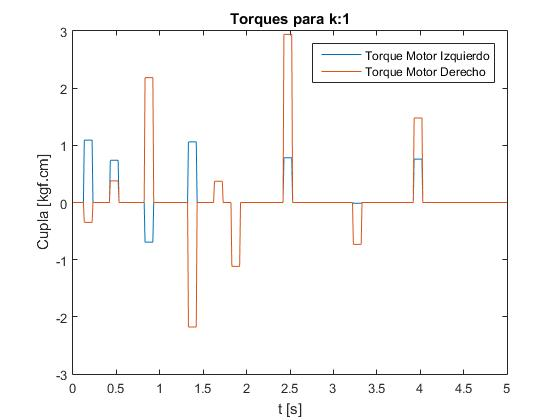 Torques para k:1
Torque Motor Izquierdo
Torque Motor Derecho
3
2
1
0
-1
-2
-3
Cupla [kgf.cm]
0 0.5 1 1.5 2 2.5 3 3.5 4 4.5 5
t [s]